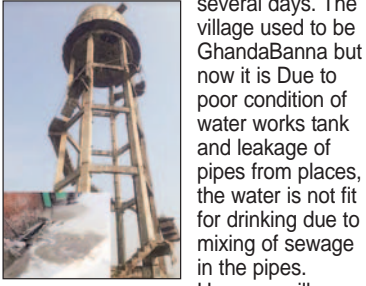 several days. The
village used to be
GhandaBanna but
now it is Due to
poor condition of
water works tank
and leakage of
pipes from places,
the water is not fit
for drinking due to
mixing of sewage
in the pipes.